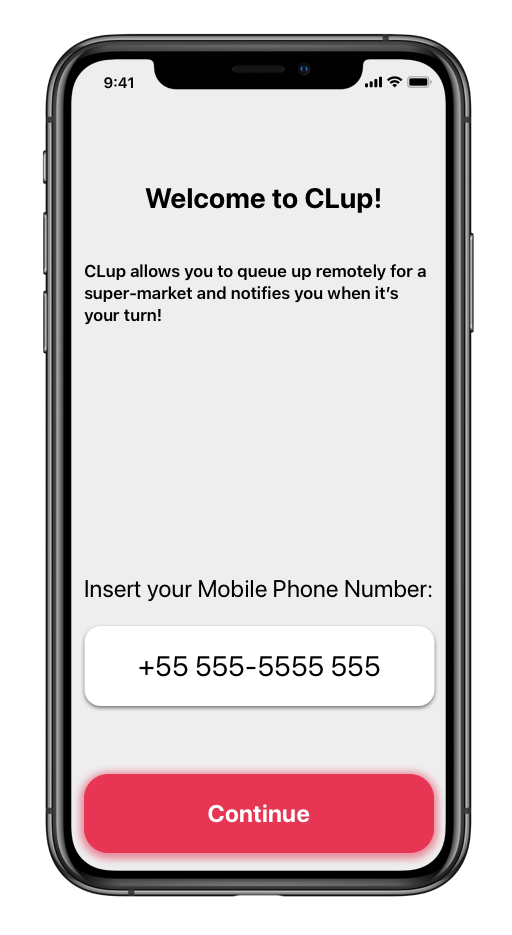 9:41
Welcome to CLup!
CLup allows you to queue up remotely for a
super-market and notifies you when it's
your turn!
Insert your Mobile Phone Number:
+55 555-5555 555
Continue